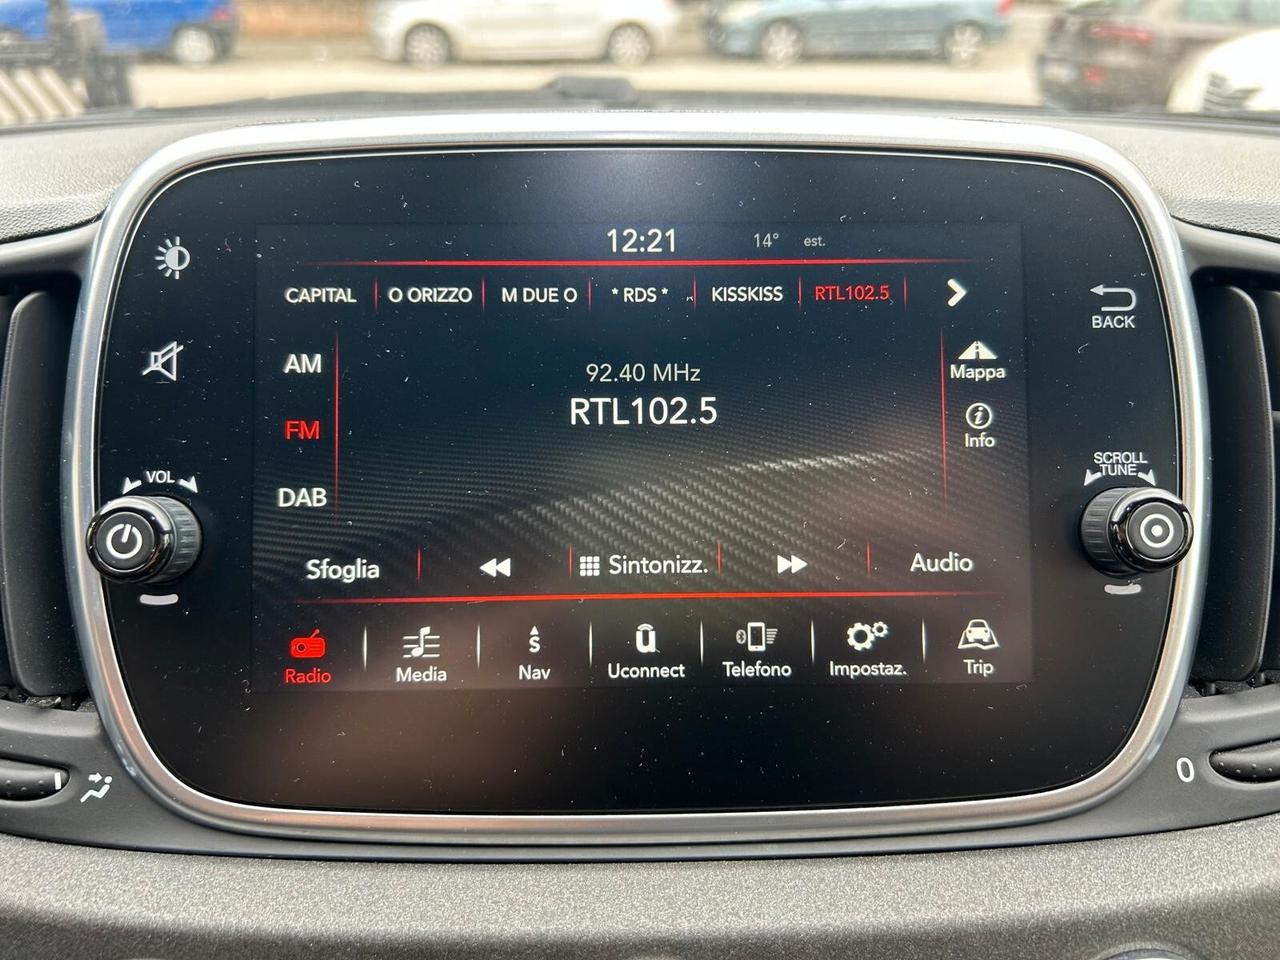 12:21 14° est.
CAPITAL O ORIZZO M DUE O * RDS * KISSKISS RTL102.5
BACK
AM
92.40 MHz
Mappa
FM
RTL102.5
Info
VOL
SCROLL
TUNE
DAB
Sfoglia Sintonizz. Audio
Radio Media Nav Uconnect Telefono Impostaz. Trip
0